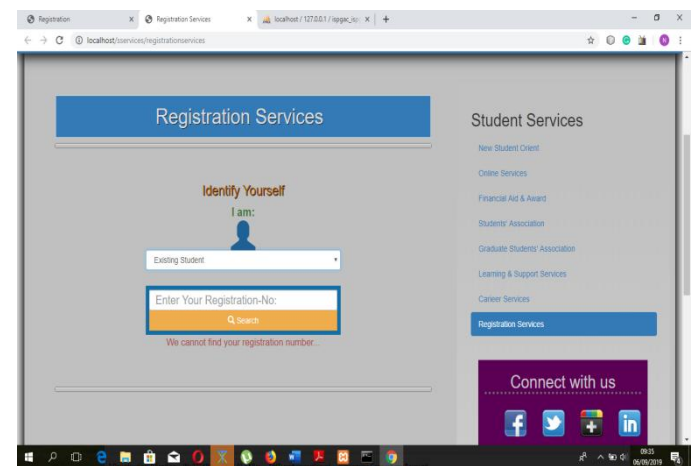 Registration
Registration Services
localhost / 127.0.0.1 / ispgac_isp
localhost/sservices/registrationservices
Registration Services
Identify Yourself
I am:
Existing Student
Enter Your Registration-No:
Search
We cannot find your registration number...
Student Services
New Student Orient
Online Services
Financial Aid & Award
Students' Association
Graduate Students' Association
Learning & Support Services
Career Services
Registration Services
Connect with us
09:35
06/09/2019